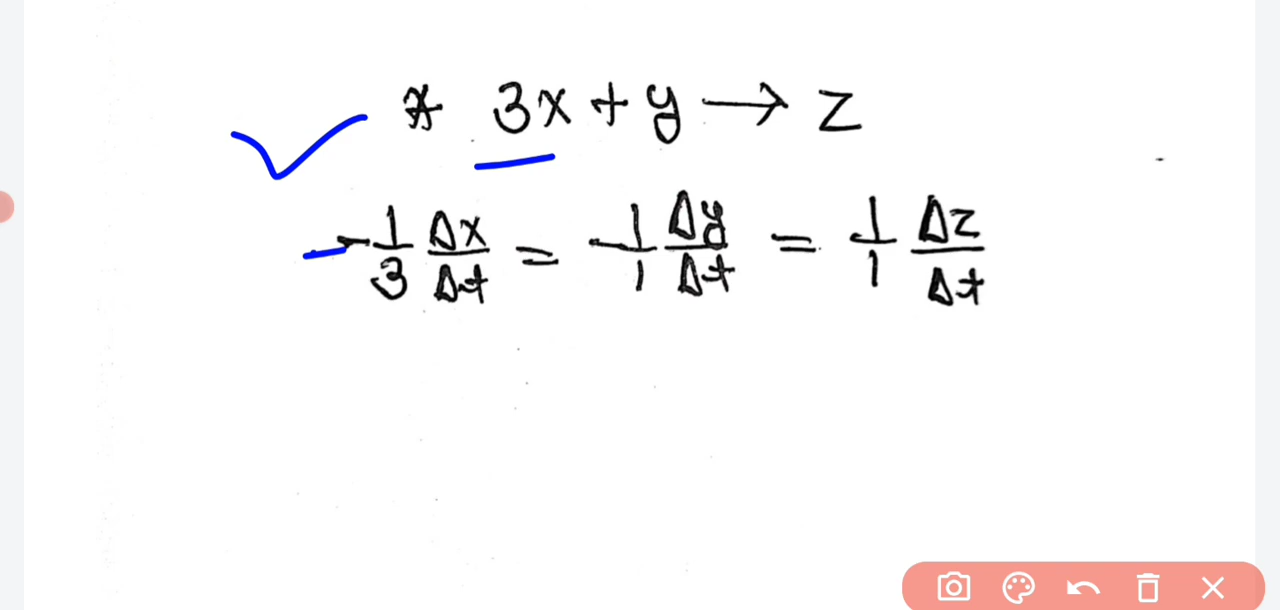 * 3x + y → z
-1/3 Δx/Δt = -1/1 Δy/Δt = 1/1 Δz/Δt